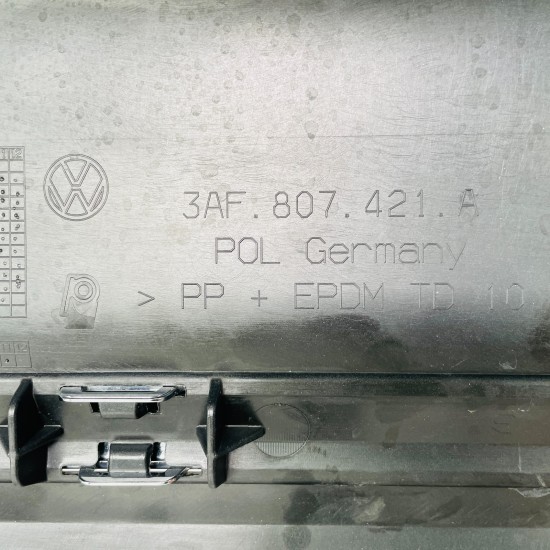 3AF.807.421.A
POL Germany
> PP + EPDM TD 10